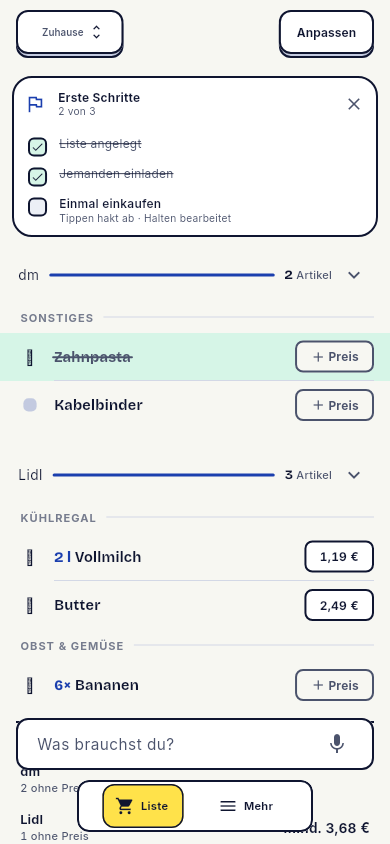 Zuhause
Anpassen
Erste Schritte
2 von 3
Liste angelegt
Jemanden einladen
Einmal einkaufen
Tippen hakt ab · Halten bearbeitet
dm 2 Artikel
SONSTIGES
Zahnpasta + Preis
Kabelbinder + Preis
Lidl 3 Artikel
KÜHLREGAL
2 l Vollmilch 1,19 €
Butter 2,49 €
OBST & GEMÜSE
6× Bananen + Preis
Was brauchst du?
dm
2 ohne Pre
Liste
Mehr
Lidl
1 ohne Preis
3,68 €